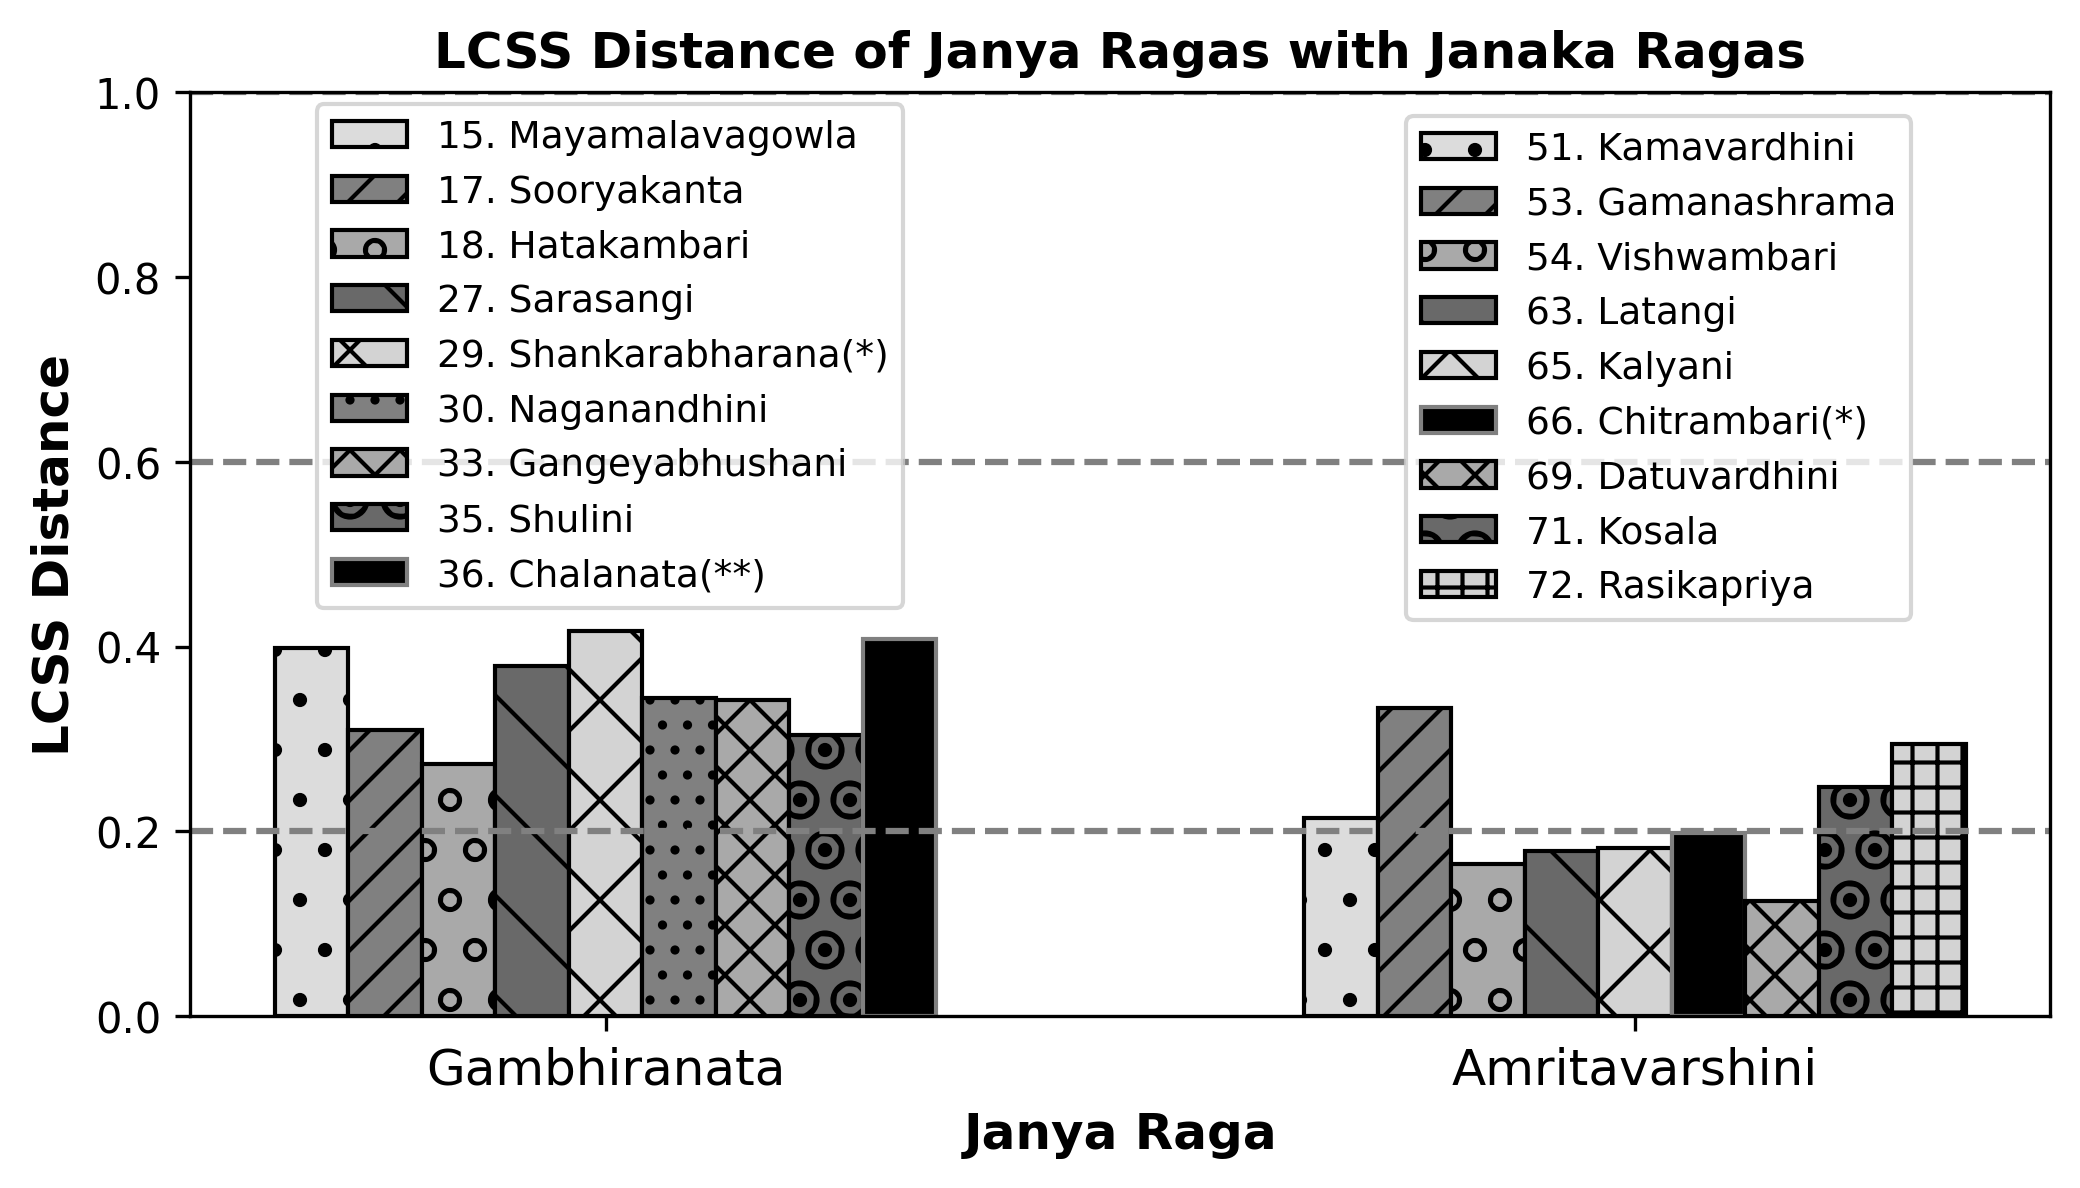 LCSS Distance of Janya Ragas with Janaka Ragas
LCSS Distance
1.0
0.8
0.6
0.4
0.2
0.0
15. Mayamalavagowla
17. Sooryakanta
18. Hatakambari
27. Sarasangi
29. Shankarabharana(*)
30. Naganandhini
33. Gangeyabhushani
35. Shulini
36. Chalanata(**)
51. Kamavardhini
53. Gamanashrama
54. Vishwambari
63. Latangi
65. Kalyani
66. Chitrambari(*)
69. Datuvardhini
71. Kosala
72. Rasikapriya
Gambhiranata
Amritavarshini
Janya Raga